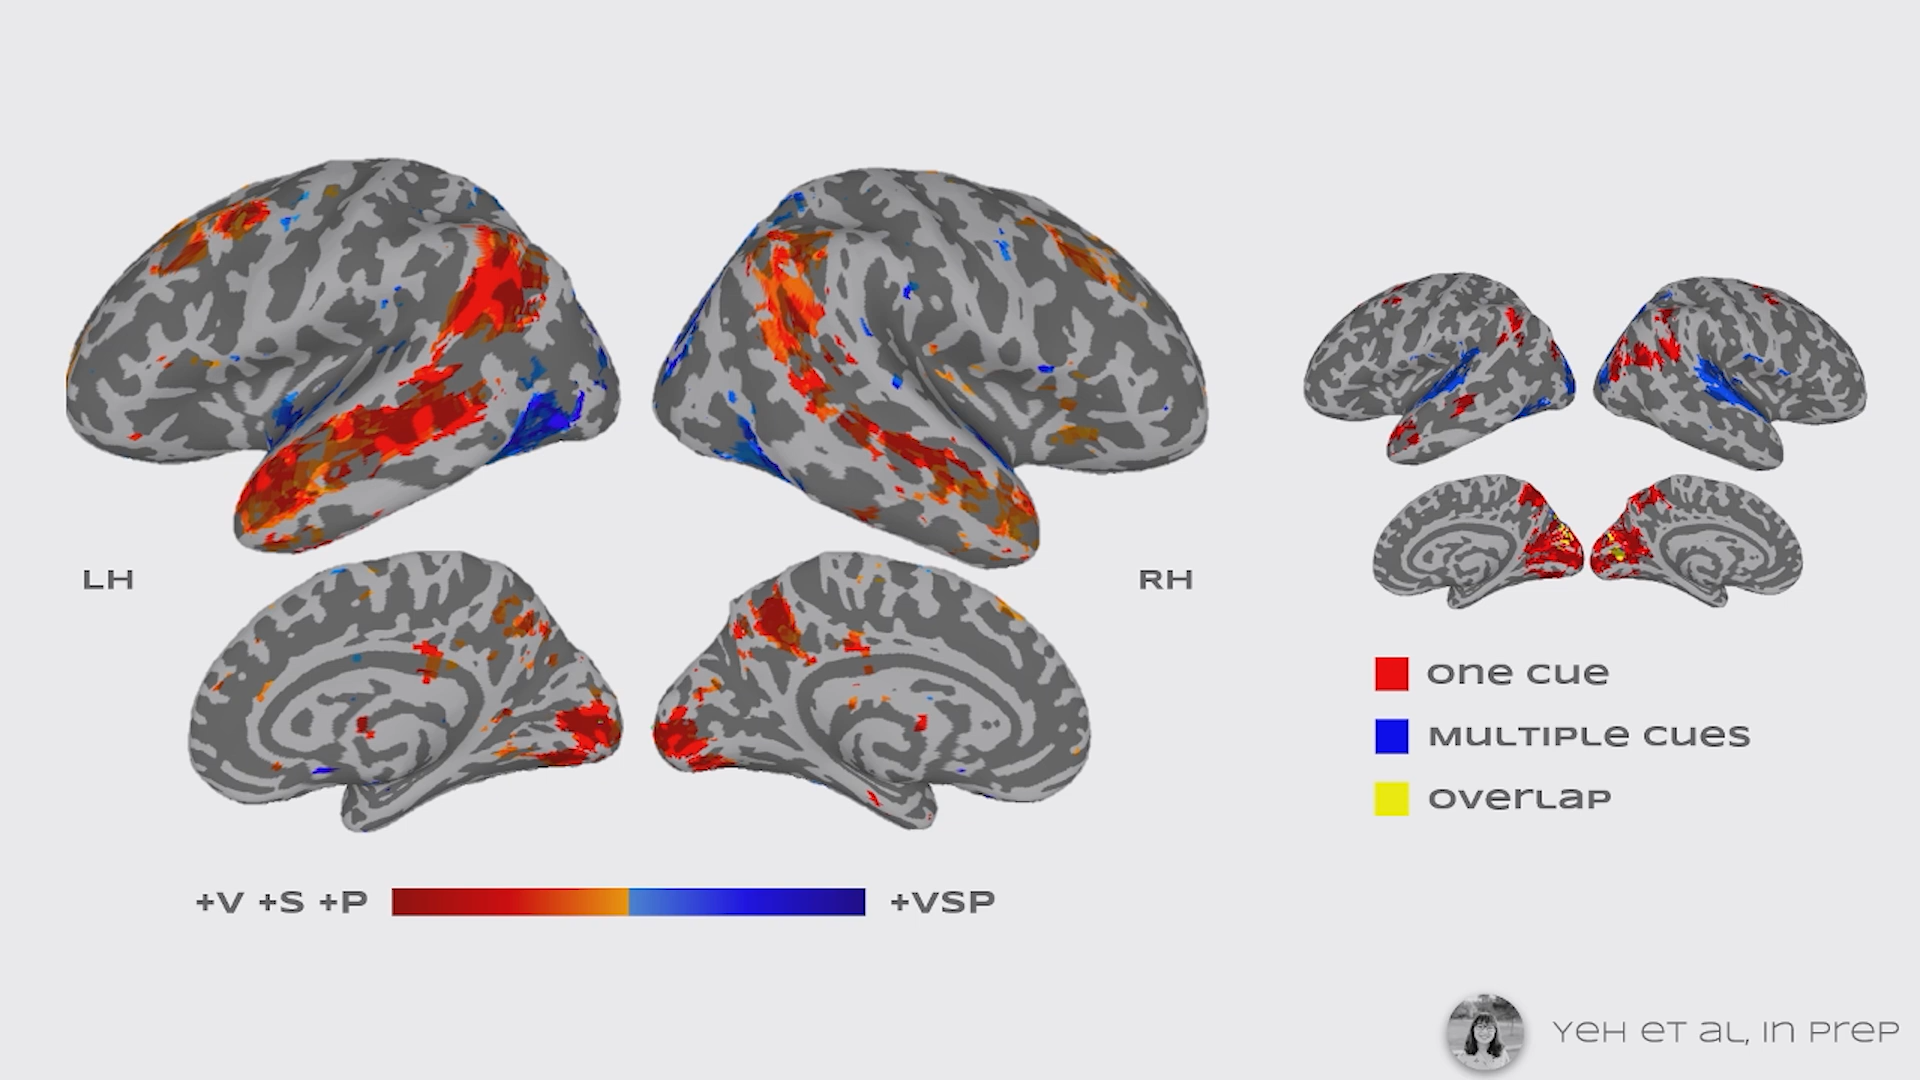 LH
RH
one cue
multiple cues
overlap
+V +S +P
+VSP
Yeh et al, in prep